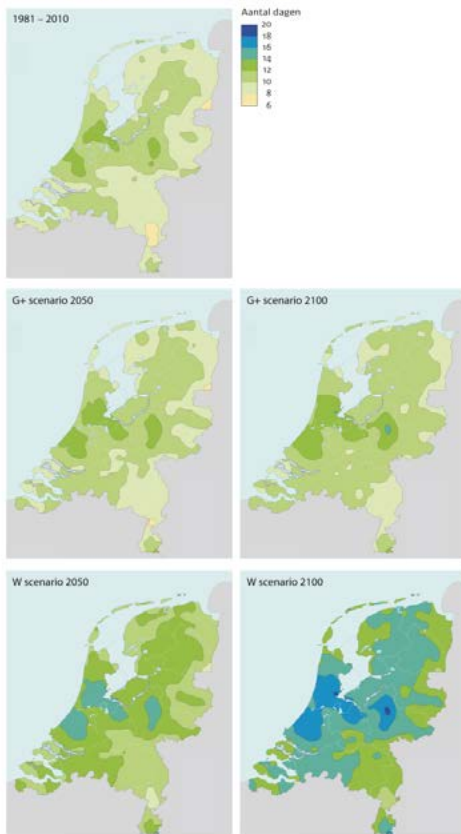 1981 – 2010
Aantal dagen
20
18
16
14
12
10
8
6
G+ scenario 2050
G+ scenario 2100
W scenario 2050
W scenario 2100